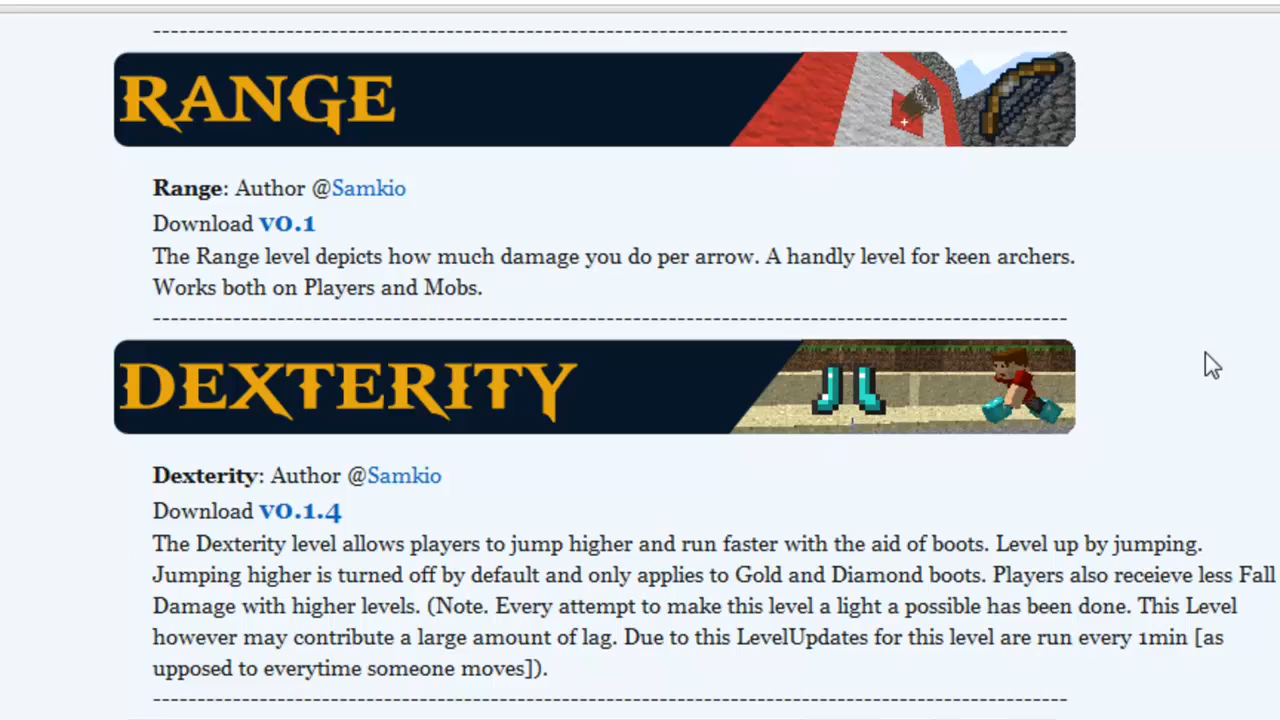 --------------------------------------------------------------------------------------------------------
RANGE
Range: Author @Samkio
Download v0.1
The Range level depicts how much damage you do per arrow. A handly level for keen archers.
Works both on Players and Mobs.
--------------------------------------------------------------------------------------------------------
DEXTERITY
Dexterity: Author @Samkio
Download v0.1.4
The Dexterity level allows players to jump higher and run faster with the aid of boots. Level up by jumping.
Jumping higher is turned off by default and only applies to Gold and Diamond boots. Players also receieve less Fall
Damage with higher levels. (Note. Every attempt to make this level a light a possible has been done. This Level
however may contribute a large amount of lag. Due to this LevelUpdates for this level are run every 1min [as
upposed to everytime someone moves]).
--------------------------------------------------------------------------------------------------------